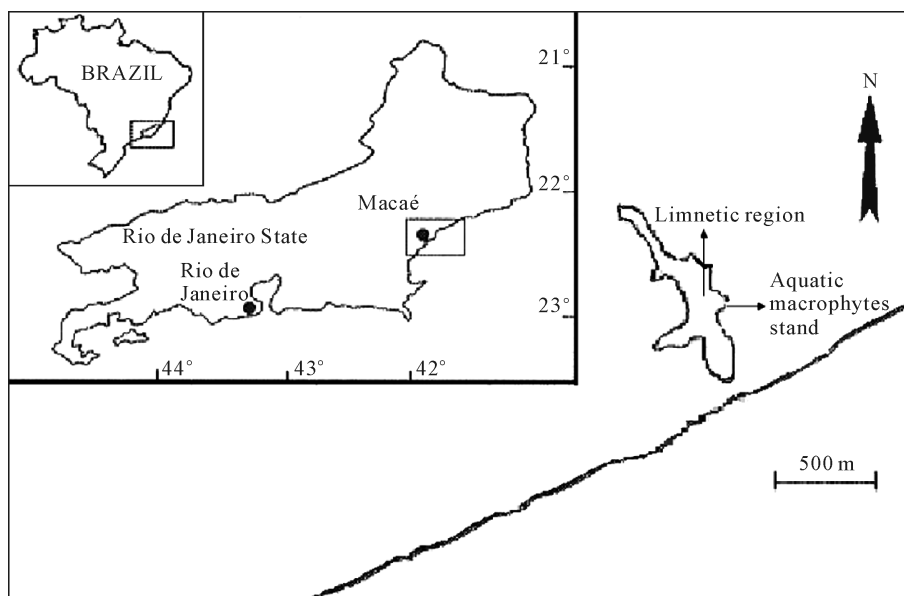 BRAZIL
21°
N
22°
Macaé
Limnetic region
Rio de Janeiro State
Rio de
Janeiro
Aquatic
macrophytes
stand
23°
44°
43°
42°
500 m